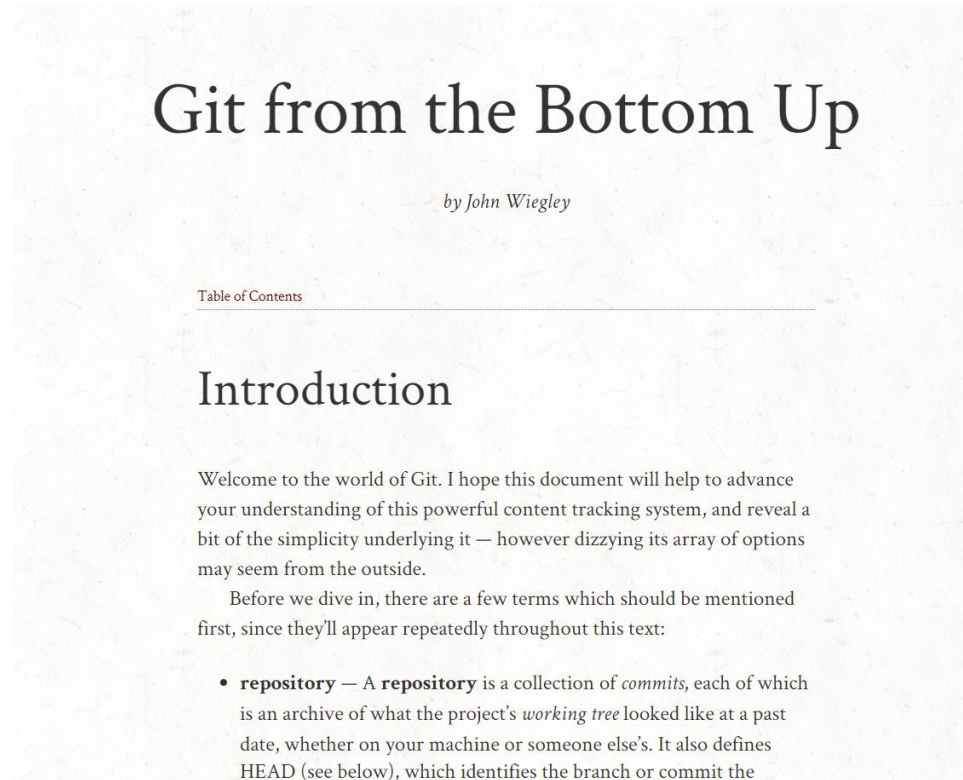 Git from the Bottom Up
by John Wiegley
Table of Contents
Introduction
Welcome to the world of Git. I hope this document will help to advance
your understanding of this powerful content tracking system, and reveal a
bit of the simplicity underlying it — however dizzying its array of options
may seem from the outside.
Before we dive in, there are a few terms which should be mentioned
first, since they’ll appear repeatedly throughout this text:
• repository — A repository is a collection of commits, each of which
is an archive of what the project’s working tree looked like at a past
date, whether on your machine or someone else’s. It also defines
HEAD (see below), which identifies the branch or commit the